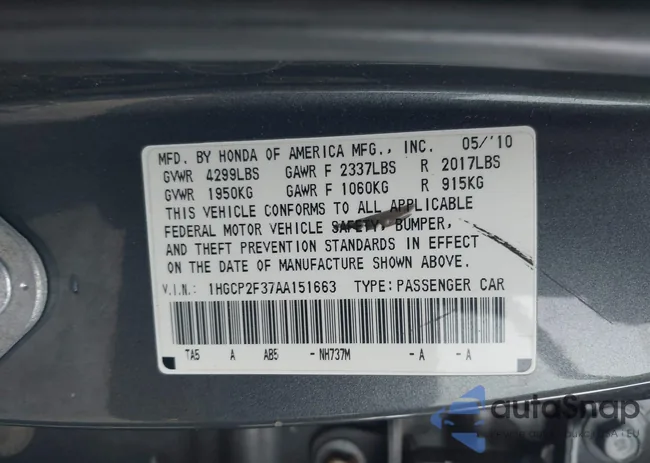 MFD. BY HONDA OF AMERICA MFG., INC. 05/'10
GVWR 4299LBS GAWR F 2337LBS R 2017LBS
GVWR 1950KG GAWR F 1060KG R 915KG
THIS VEHICLE CONFORMS TO ALL APPLICABLE
FEDERAL MOTOR VEHICLE SAFETY, BUMPER,
AND THEFT PREVENTION STANDARDS IN EFFECT
ON THE DATE OF MANUFACTURE SHOWN ABOVE.
V.I.N.: 1HGCP2F37AA151663 TYPE: PASSENGER CAR
TA5 A AB5 - NH737M - A - A
autoSnap